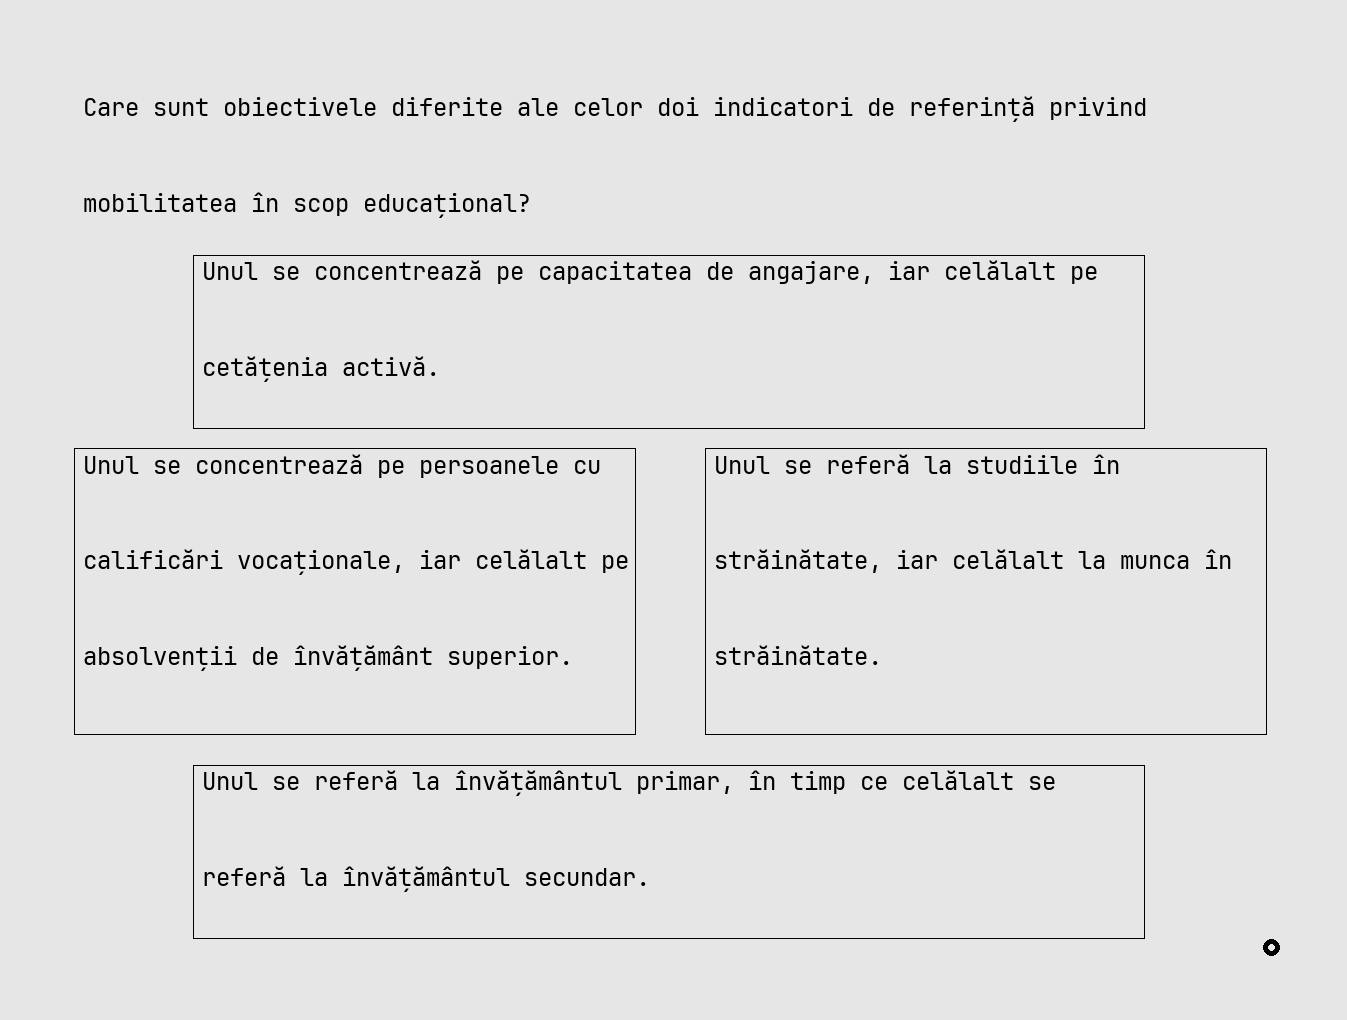 Care sunt obiectivele diferite ale celor doi indicatori de referință privind
mobilitatea în scop educațional?
Unul se concentrează pe capacitatea de angajare, iar celălalt pe
cetățenia activă.
Unul se concentrează pe persoanele cu
calificări vocaționale, iar celălalt pe
absolvenții de învățământ superior.
Unul se referă la studiile în
străinătate, iar celălalt la munca în
străinătate.
Unul se referă la învățământul primar, în timp ce celălalt se
referă la învățământul secundar.